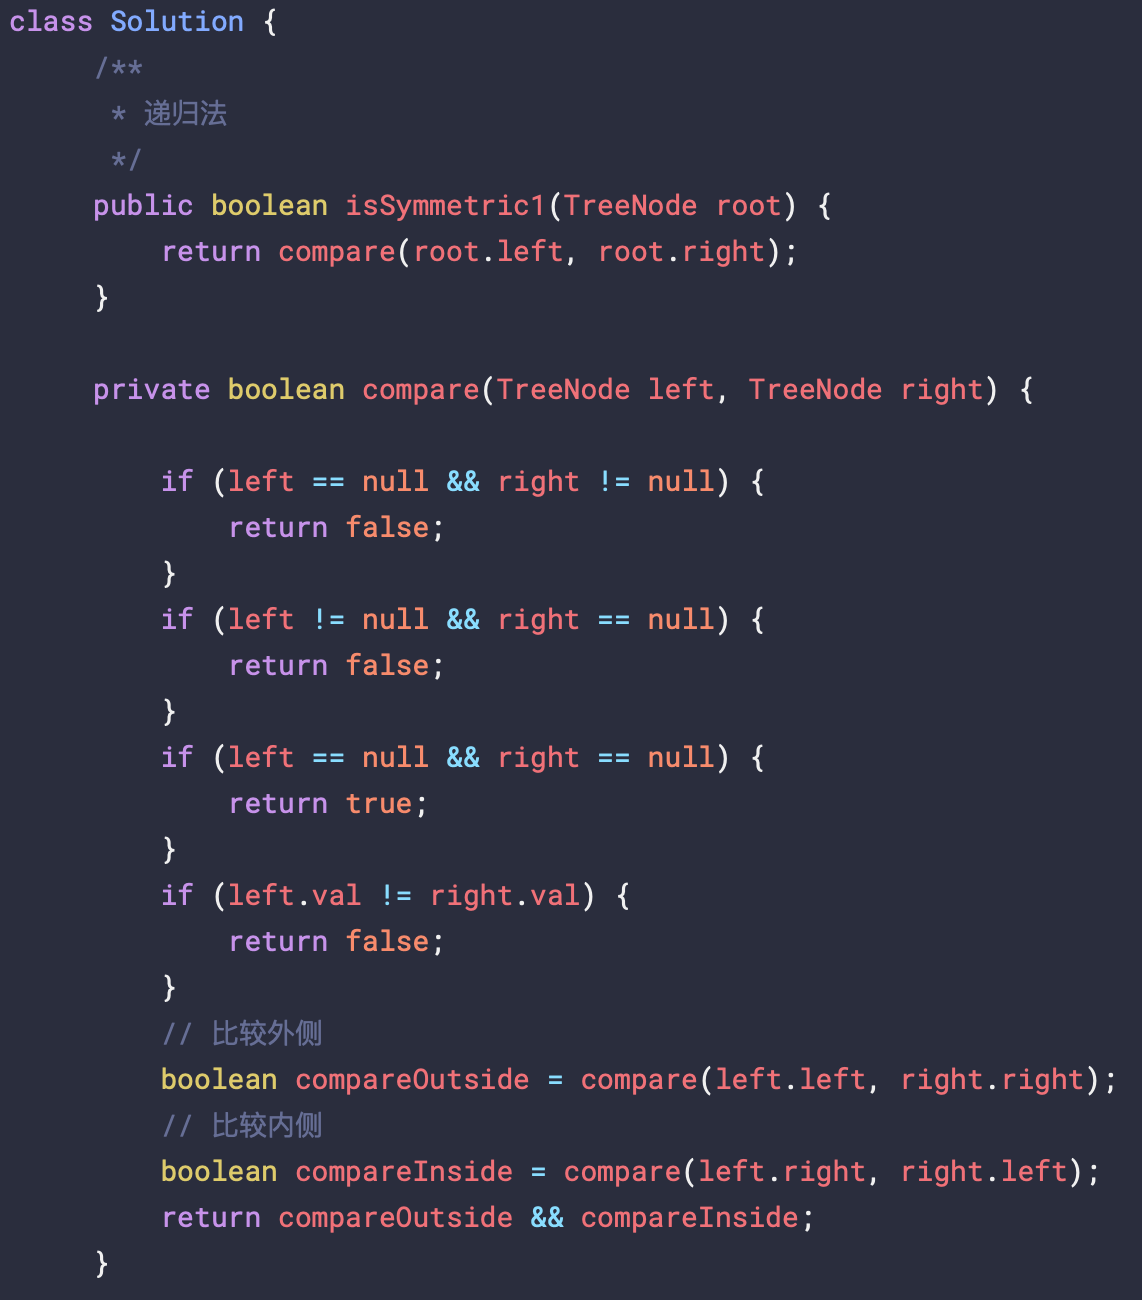 class Solution {
/**
* 递归法
*/
public boolean isSymmetric1(TreeNode root) {
return compare(root.left, root.right);
}
private boolean compare(TreeNode left, TreeNode right) {
if (left == null && right != null) {
return false;
}
if (left != null && right == null) {
return false;
}
if (left == null && right == null) {
return true;
}
if (left.val != right.val) {
return false;
}
// 比较外侧
boolean compareOutside = compare(left.left, right.right);
// 比较内侧
boolean compareInside = compare(left.right, right.left);
return compareOutside && compareInside;
}